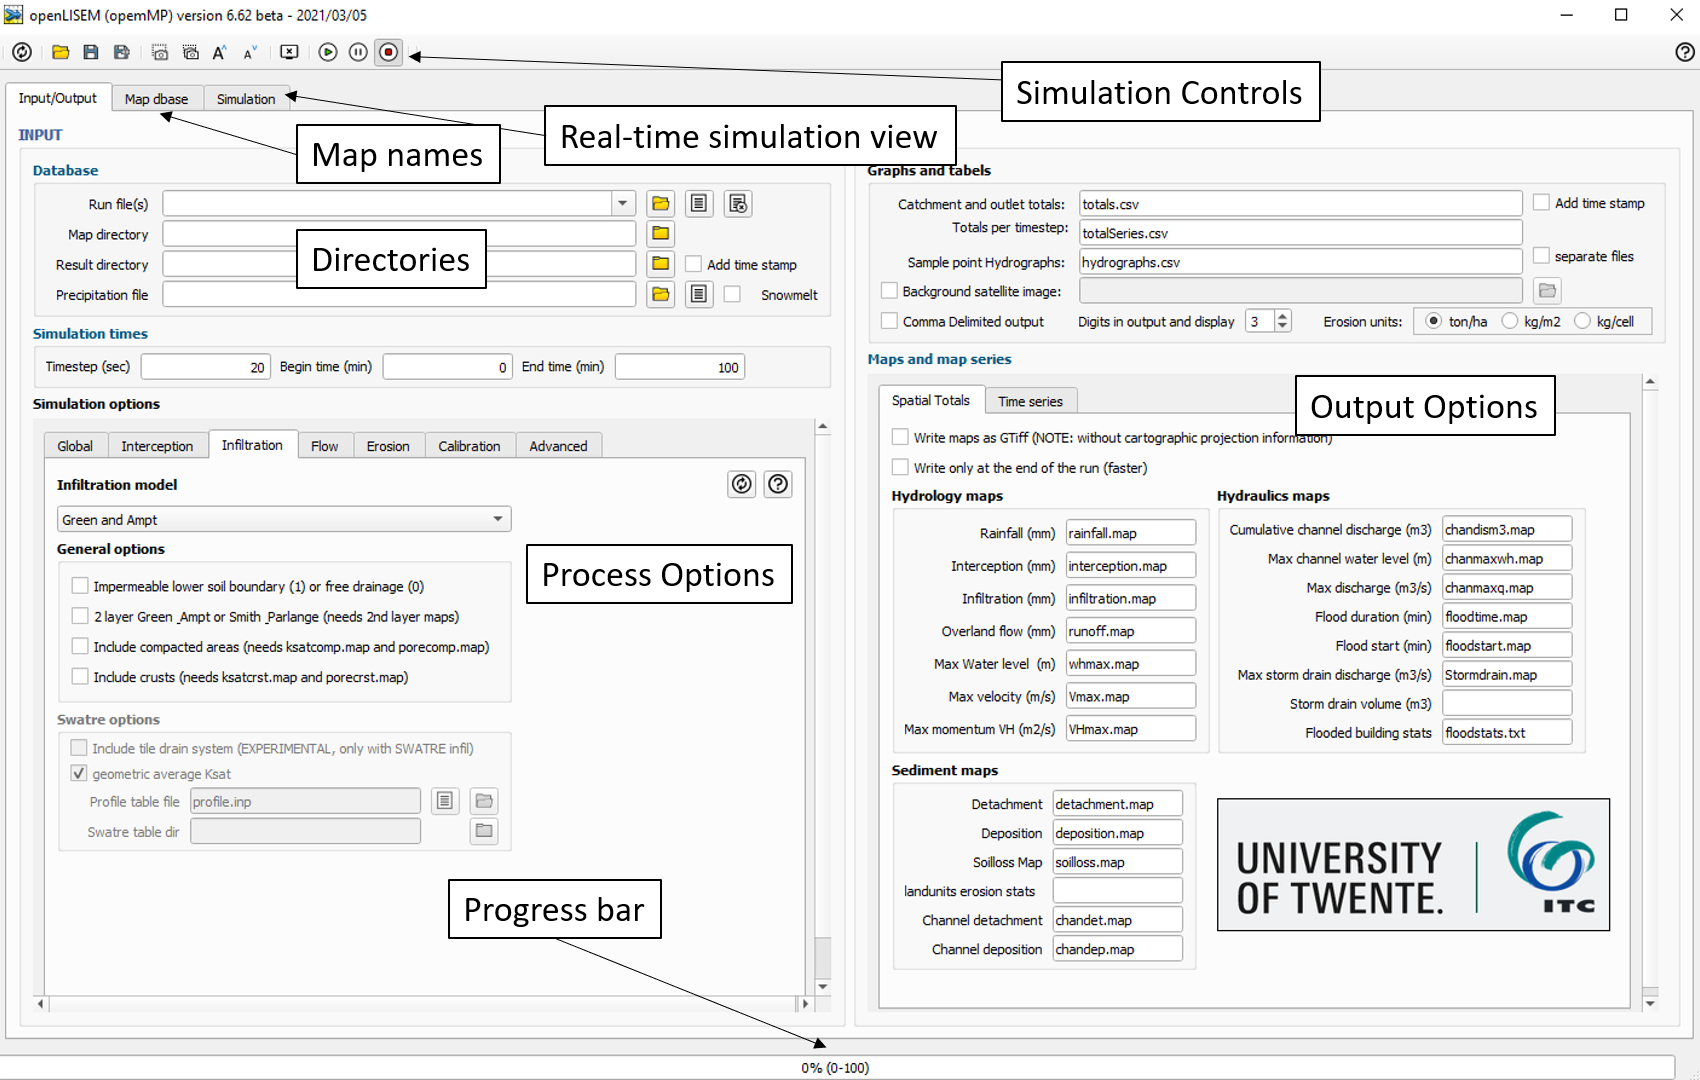 openLISEM (opemMP) version 6.62 beta - 2021/03/05
A^ A˅
Simulation Controls
Input/Output Map dbase Simulation
Real-time simulation view
Map names
INPUT
Database
Run file(s)
Map directory
Directories
Result directory Add time stamp
Precipitation file Snowmelt
Simulation times
Timestep (sec) 20 Begin time (min) 0 End time (min) 100
Simulation options
Global Interception Infiltration Flow Erosion Calibration Advanced
Infiltration model
Green and Ampt
General options
Process Options
Impermeable lower soil boundary (1) or free drainage (0)
2 layer Green_Ampt or Smith_Parlange (needs 2nd layer maps)
Include compacted areas (needs ksatcomp.map and porecomp.map)
Include crusts (needs ksatcrst.map and porecrst.map)
Swatre options
Include tile drain system (EXPERIMENTAL, only with SWATRE infil)
geometric average Ksat
Profile table file profile.inp
Swatre table dir
Progress bar
Graphs and tabels
Catchment and outlet totals: totals.csv Add time stamp
Totals per timestep: totalSeries.csv
Sample point Hydrographs: hydrographs.csv separate files
Background satellite image:
Comma Delimited output Digits in output and display 3 Erosion units: ton/ha kg/m2 kg/cell
Maps and map series
Spatial Totals Time series
Output Options
Write maps as GTiff (NOTE: without cartographic projection information)
Write only at the end of the run (faster)
Hydrology maps
Rainfall (mm) rainfall.map
Interception (mm) interception.map
Infiltration (mm) infiltration.map
Overland flow (mm) runoff.map
Max Water level (m) whmax.map
Max velocity (m/s) Vmax.map
Max momentum VH (m2/s) VHmax.map
Hydraulics maps
Cumulative channel discharge (m3) chandism3.map
Max channel water level (m) chanmaxwh.map
Max discharge (m3/s) chanmaxq.map
Flood duration (min) floodtime.map
Flood start (min) floodstart.map
Max storm drain discharge (m3/s) Stormdrain.map
Storm drain volume (m3)
Flooded building stats floodstats.txt
Sediment maps
Detachment detachment.map
Deposition deposition.map
Soilloss Map soilloss.map
landunits erosion stats
Channel detachment chandet.map
Channel deposition chandep.map
UNIVERSITY
OF TWENTE.
ITC
0% (0-100)